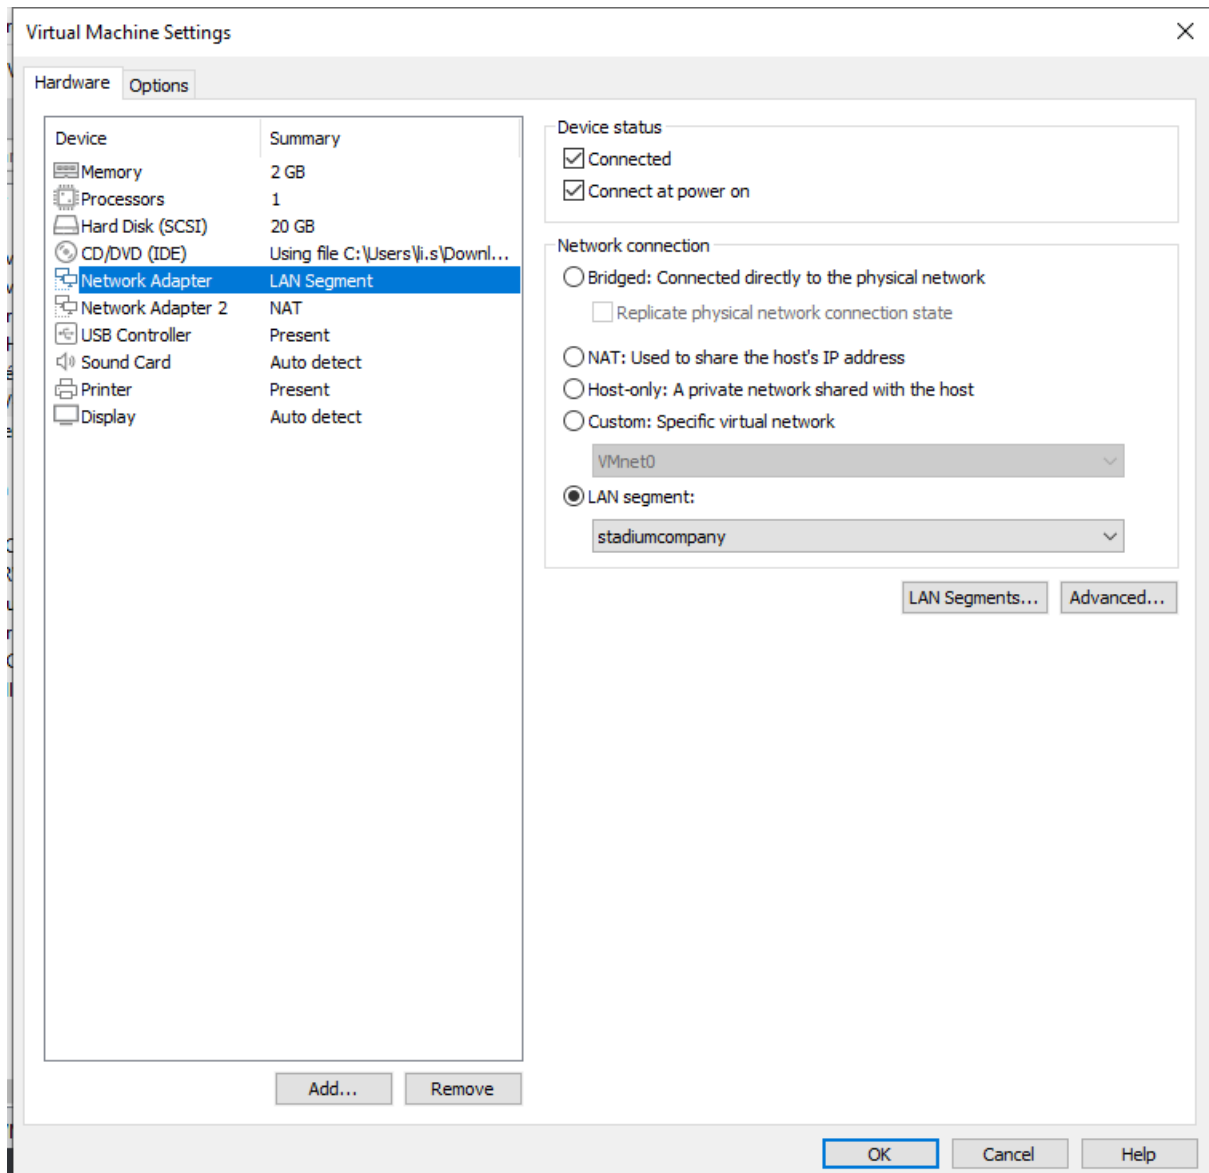 Virtual Machine Settings
Hardware Options
Device Summary
Memory 2 GB
Processors 1
Hard Disk (SCSI) 20 GB
CD/DVD (IDE) Using file C:\Users\li.s\Downl...
Network Adapter LAN Segment
Network Adapter 2 NAT
USB Controller Present
Sound Card Auto detect
Printer Present
Display Auto detect
Add... Remove
Device status
Connected
Connect at power on
Network connection
Bridged: Connected directly to the physical network
Replicate physical network connection state
NAT: Used to share the host's IP address
Host-only: A private network shared with the host
Custom: Specific virtual network
VMnet0
LAN segment:
stadiumcompany
LAN Segments... Advanced...
OK Cancel Help